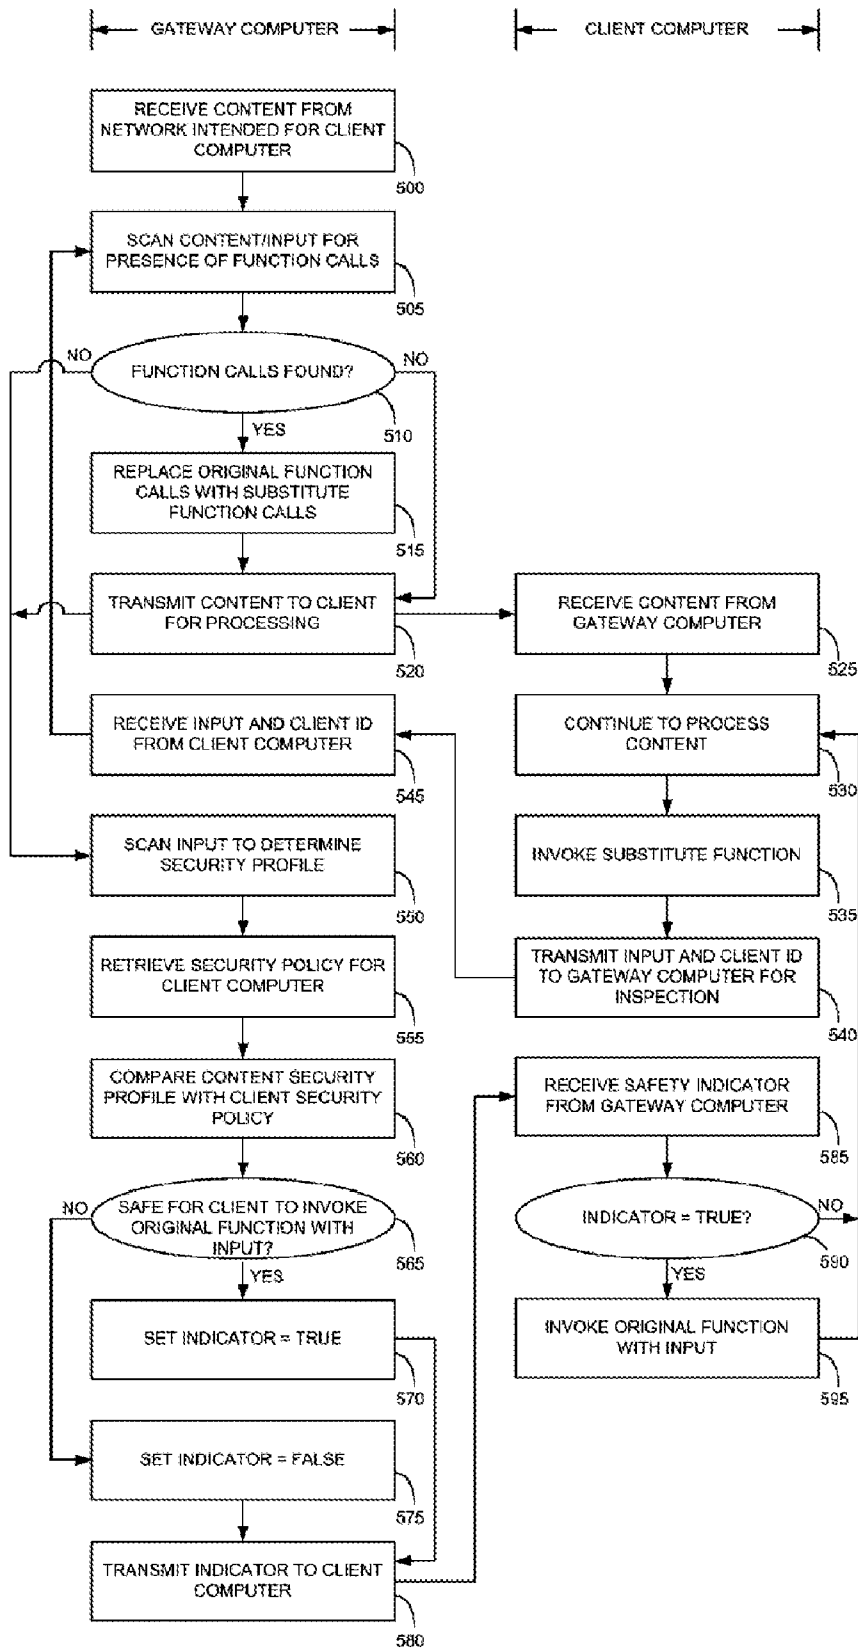 GATEWAY COMPUTER
CLIENT COMPUTER
RECEIVE CONTENT FROM
NETWORK INTENDED FOR CLIENT
COMPUTER
500
SCAN CONTENT/INPUT FOR
PRESENCE OF FUNCTION CALLS
505
NO
FUNCTION CALLS FOUND?
NO
510
YES
REPLACE ORIGINAL FUNCTION
CALLS WITH SUBSTITUTE
FUNCTION CALLS
515
TRANSMIT CONTENT TO CLIENT
FOR PROCESSING
520
RECEIVE CONTENT FROM
GATEWAY COMPUTER
525
RECEIVE INPUT AND CLIENT ID
FROM CLIENT COMPUTER
545
CONTINUE TO PROCESS
CONTENT
530
SCAN INPUT TO DETERMINE
SECURITY PROFILE
550
INVOKE SUBSTITUTE FUNCTION
535
RETRIEVE SECURITY POLICY FOR
CLIENT COMPUTER
555
TRANSMIT INPUT AND CLIENT ID
TO GATEWAY COMPUTER FOR
INSPECTION
540
COMPARE CONTENT SECURITY
PROFILE WITH CLIENT SECURITY
POLICY
560
RECEIVE SAFETY INDICATOR
FROM GATEWAY COMPUTER
585
NO
SAFE FOR CLIENT TO INVOKE
ORIGINAL FUNCTION WITH
INPUT?
565
YES
INDICATOR = TRUE?
NO
590
YES
SET INDICATOR = TRUE
570
INVOKE ORIGINAL FUNCTION
WITH INPUT
595
SET INDICATOR = FALSE
575
TRANSMIT INDICATOR TO CLIENT
COMPUTER
580